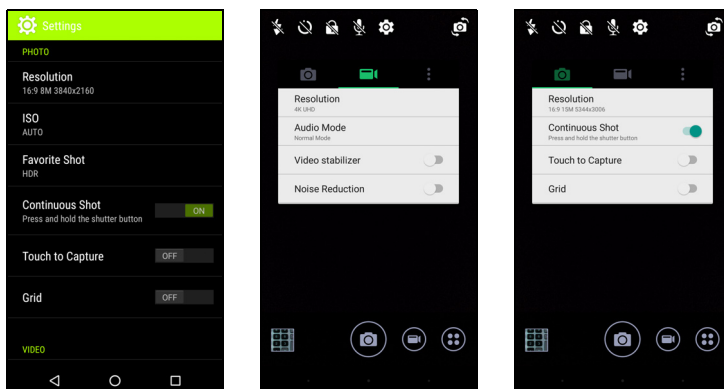 Settings
PHOTO
Resolution
16:9 8M 3840x2160
ISO
AUTO
Favorite Shot
HDR
Continuous Shot
Press and hold the shutter button
ON
Touch to Capture
OFF
Grid
OFF
VIDEO
Resolution
4K UHD
Audio Mode
Normal Mode
Video stabilizer
Noise Reduction
Resolution
16:9 15M 5344x3006
Continuous Shot
Press and hold the shutter button
Touch to Capture
Grid